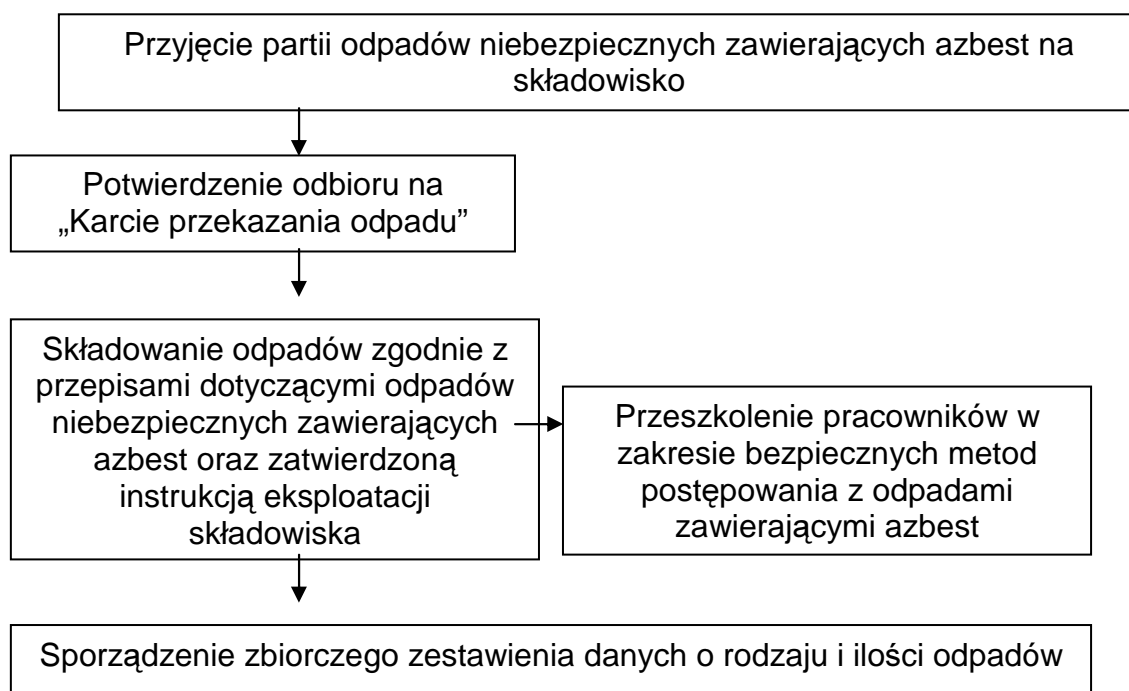 Przyjęcie partii odpadów niebezpiecznych zawierających azbest na
składowisko
Potwierdzenie odbioru na
„Karcie przekazania odpadu”
Składowanie odpadów zgodnie z
przepisami dotyczącymi odpadów
niebezpiecznych zawierających
azbest oraz zatwierdzoną
instrukcją eksploatacji
składowiska
Przeszkolenie pracowników w
zakresie bezpiecznych metod
postępowania z odpadami
zawierającymi azbest
Sporządzenie zbiorczego zestawienia danych o rodzaju i ilości odpadów